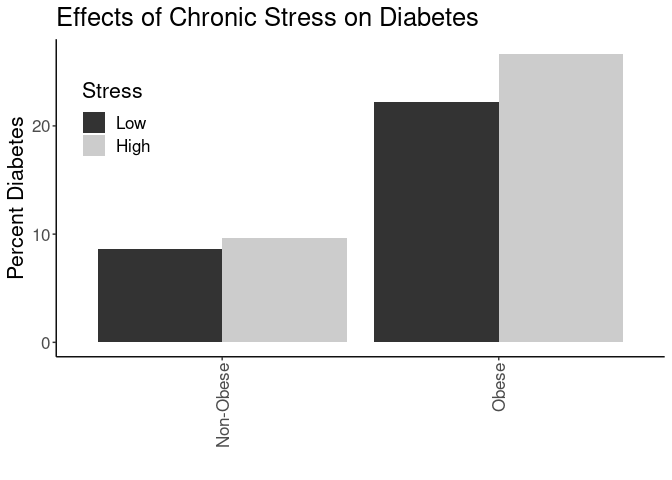 Effects of Chronic Stress on Diabetes
Percent Diabetes
Stress
Low
High
20
10
0
Non-Obese
Obese